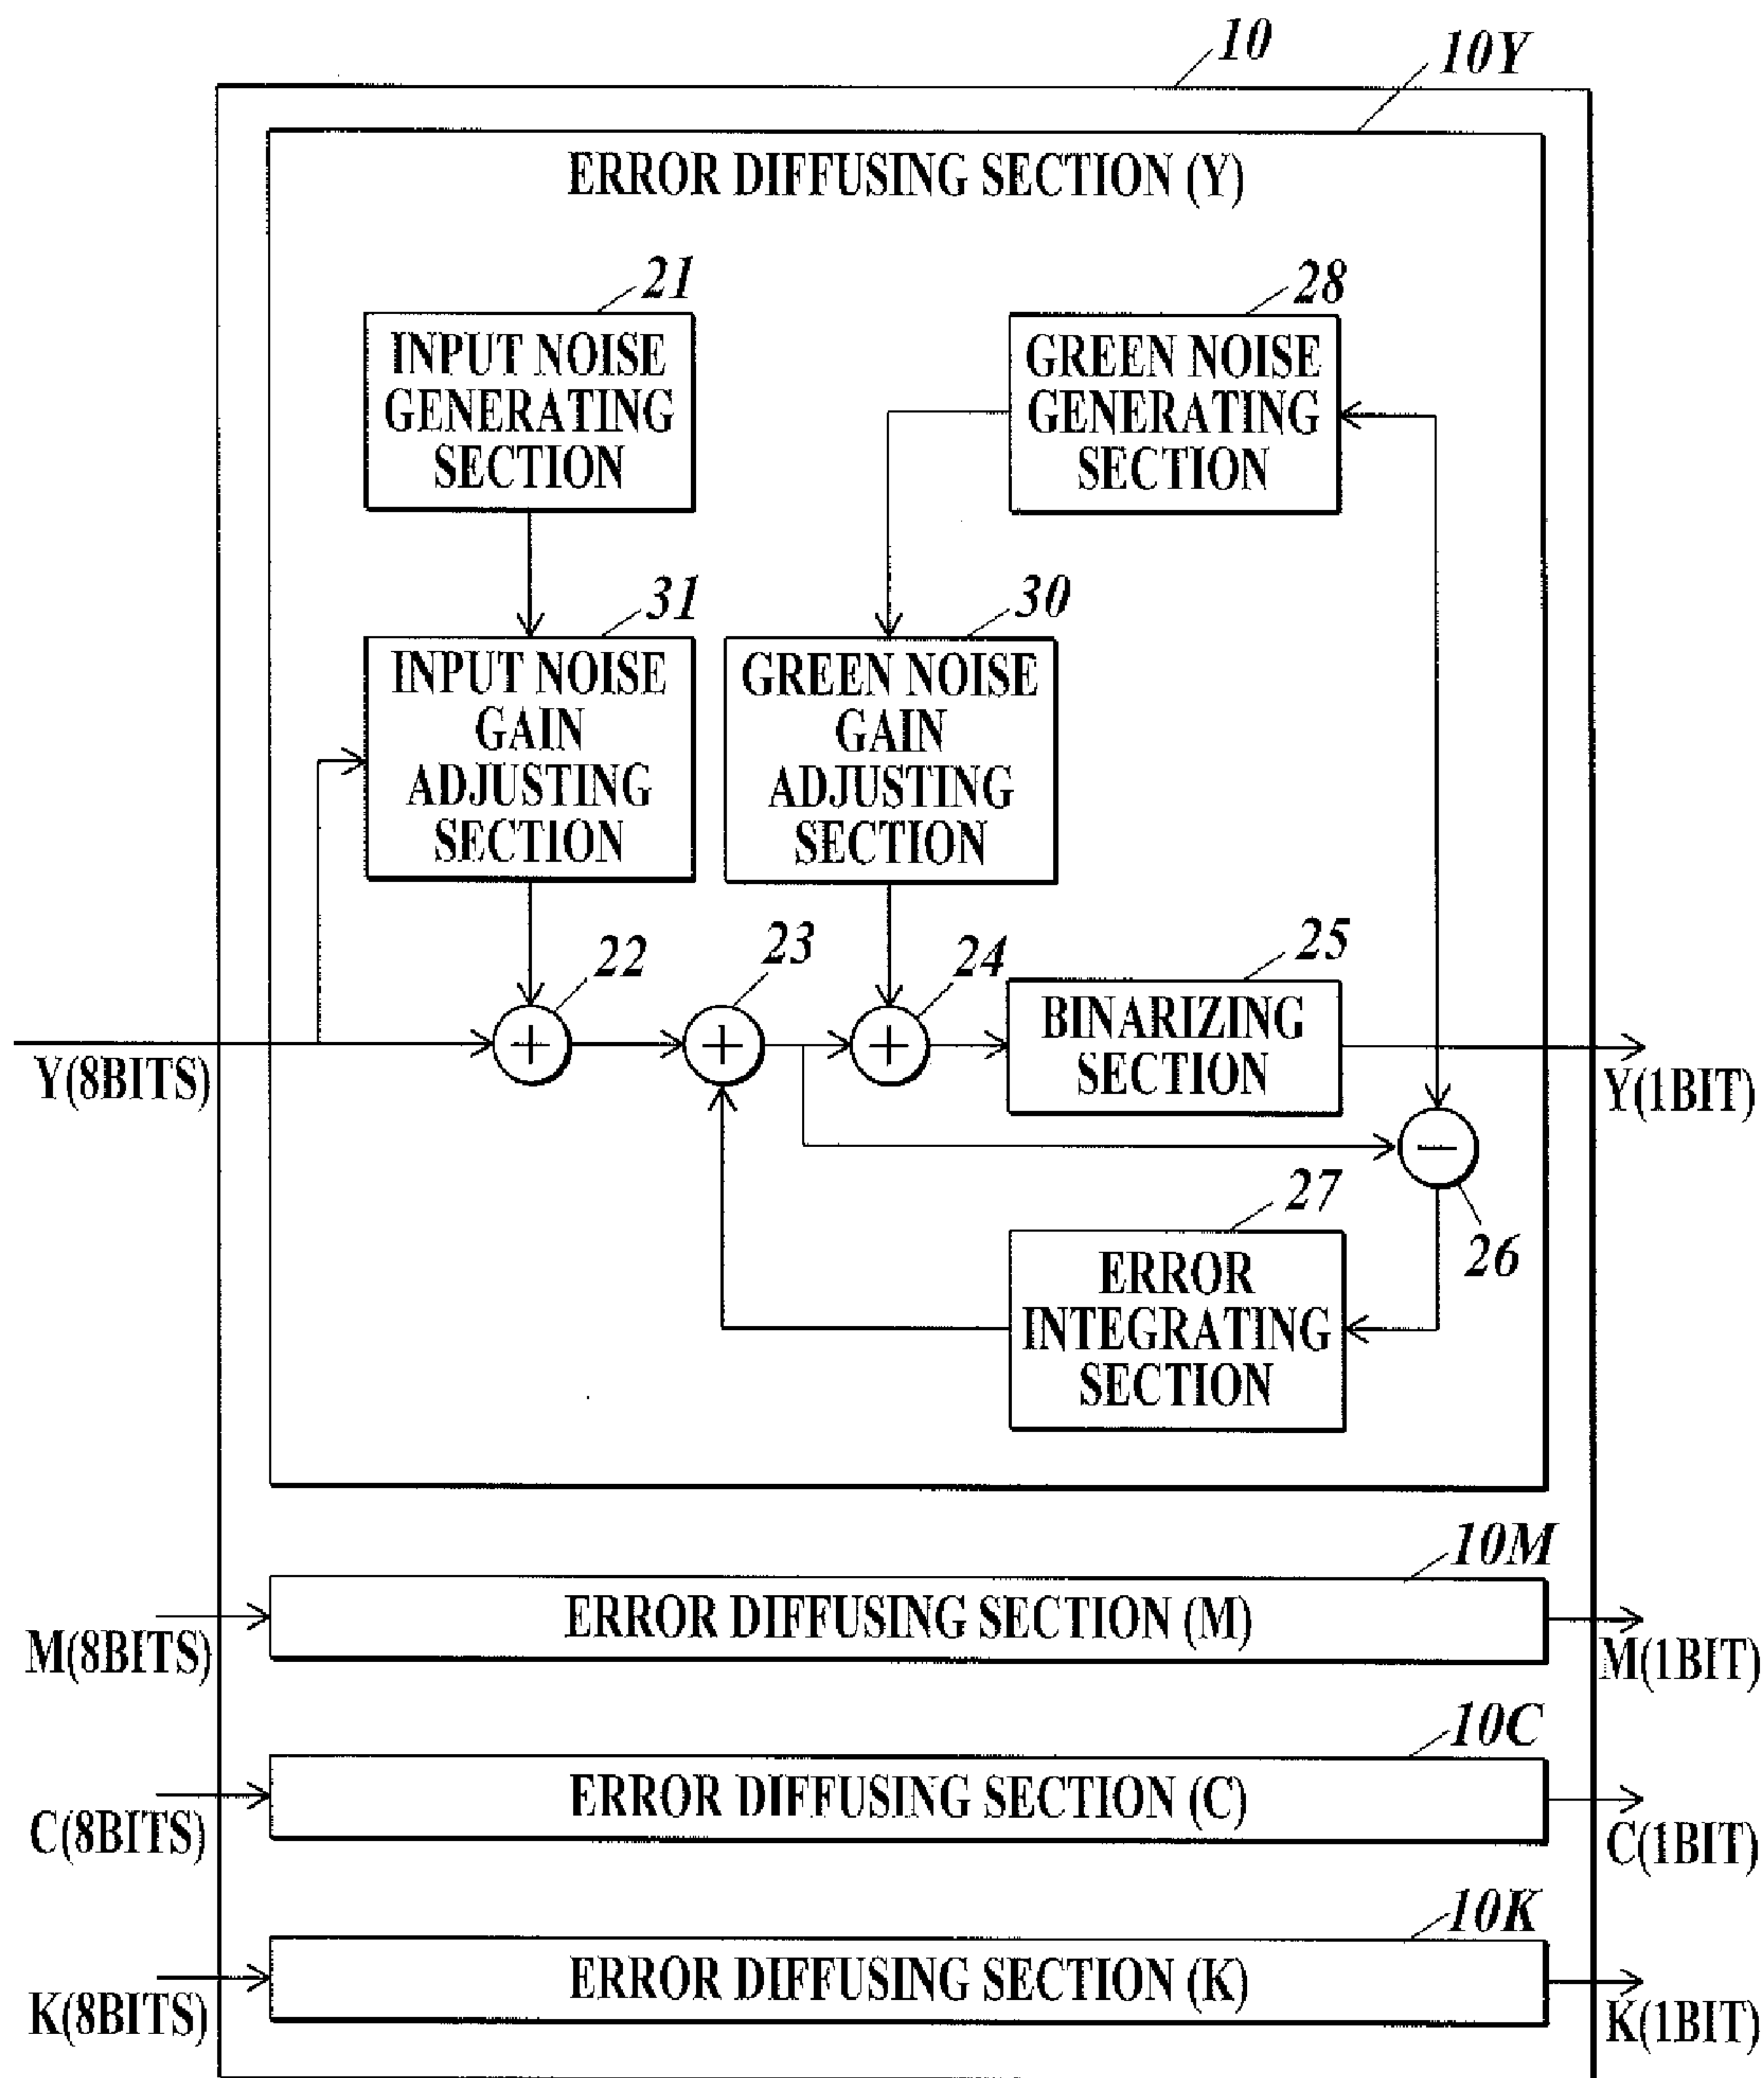 10
10Y
ERROR DIFFUSING SECTION (Y)
21
28
INPUT NOISE
GENERATING
SECTION
GREEN NOISE
GENERATING
SECTION
31
30
INPUT NOISE
GAIN
ADJUSTING
SECTION
GREEN NOISE
GAIN
ADJUSTING
SECTION
22
23
24
25
BINARIZING
SECTION
Y(8BITS)
Y(1BIT)
26
27
ERROR
INTEGRATING
SECTION
10M
ERROR DIFFUSING SECTION (M)
M(8BITS)
M(1BIT)
10C
ERROR DIFFUSING SECTION (C)
C(8BITS)
C(1BIT)
10K
ERROR DIFFUSING SECTION (K)
K(8BITS)
K(1BIT)